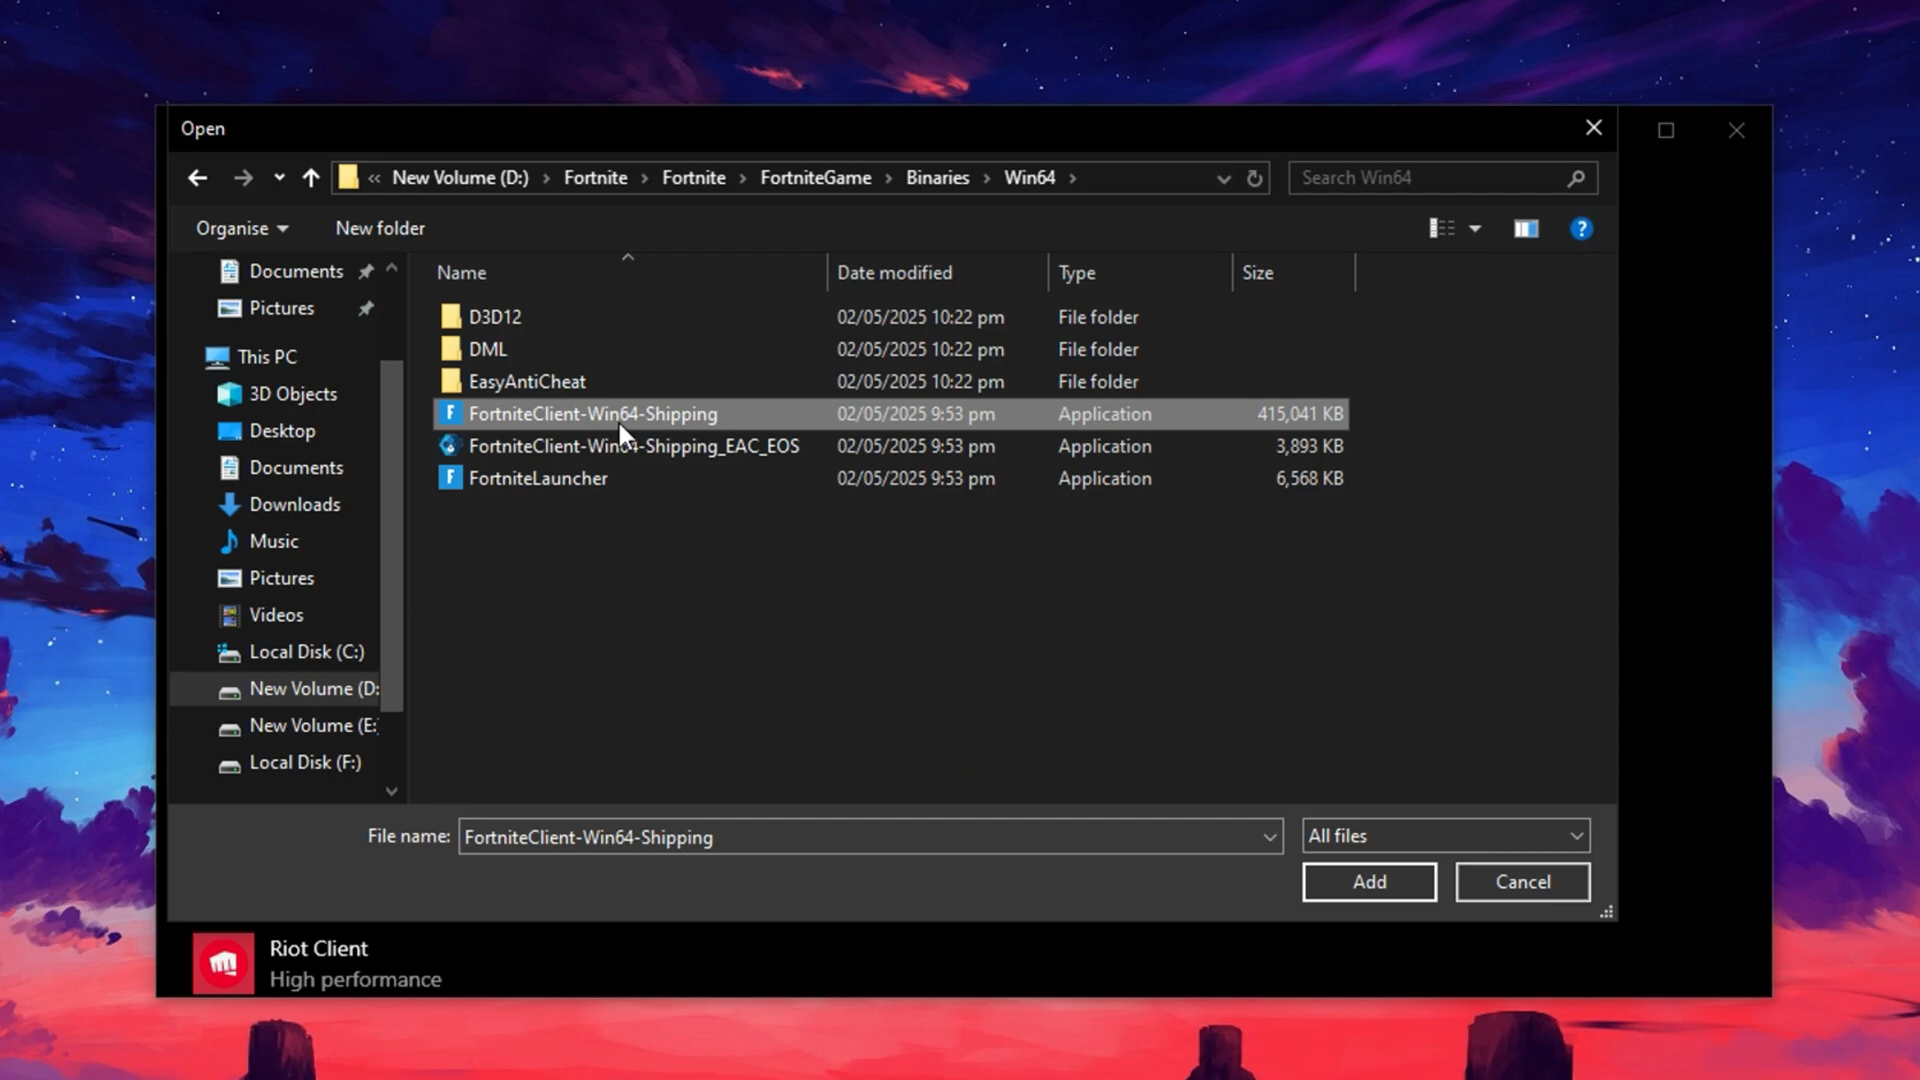 Open
« New Volume (D:) › Fortnite › Fortnite › FortniteGame › Binaries › Win64 ›
Search Win64
Organise
New folder
?
Documents
Pictures
This PC
3D Objects
Desktop
Documents
Downloads
Music
Pictures
Videos
Local Disk (C:)
New Volume (D:
New Volume (E:
Local Disk (F:)
Name Date modified Type Size
D3D12 02/05/2025 10:22 pm File folder
DML 02/05/2025 10:22 pm File folder
EasyAntiCheat 02/05/2025 10:22 pm File folder
FortniteClient-Win64-Shipping 02/05/2025 9:53 pm Application 415,041 KB
FortniteClient-Win64-Shipping_EAC_EOS 02/05/2025 9:53 pm Application 3,893 KB
FortniteLauncher 02/05/2025 9:53 pm Application 6,568 KB
File name: FortniteClient-Win64-Shipping
All files
Add
Cancel
Riot Client
High performance